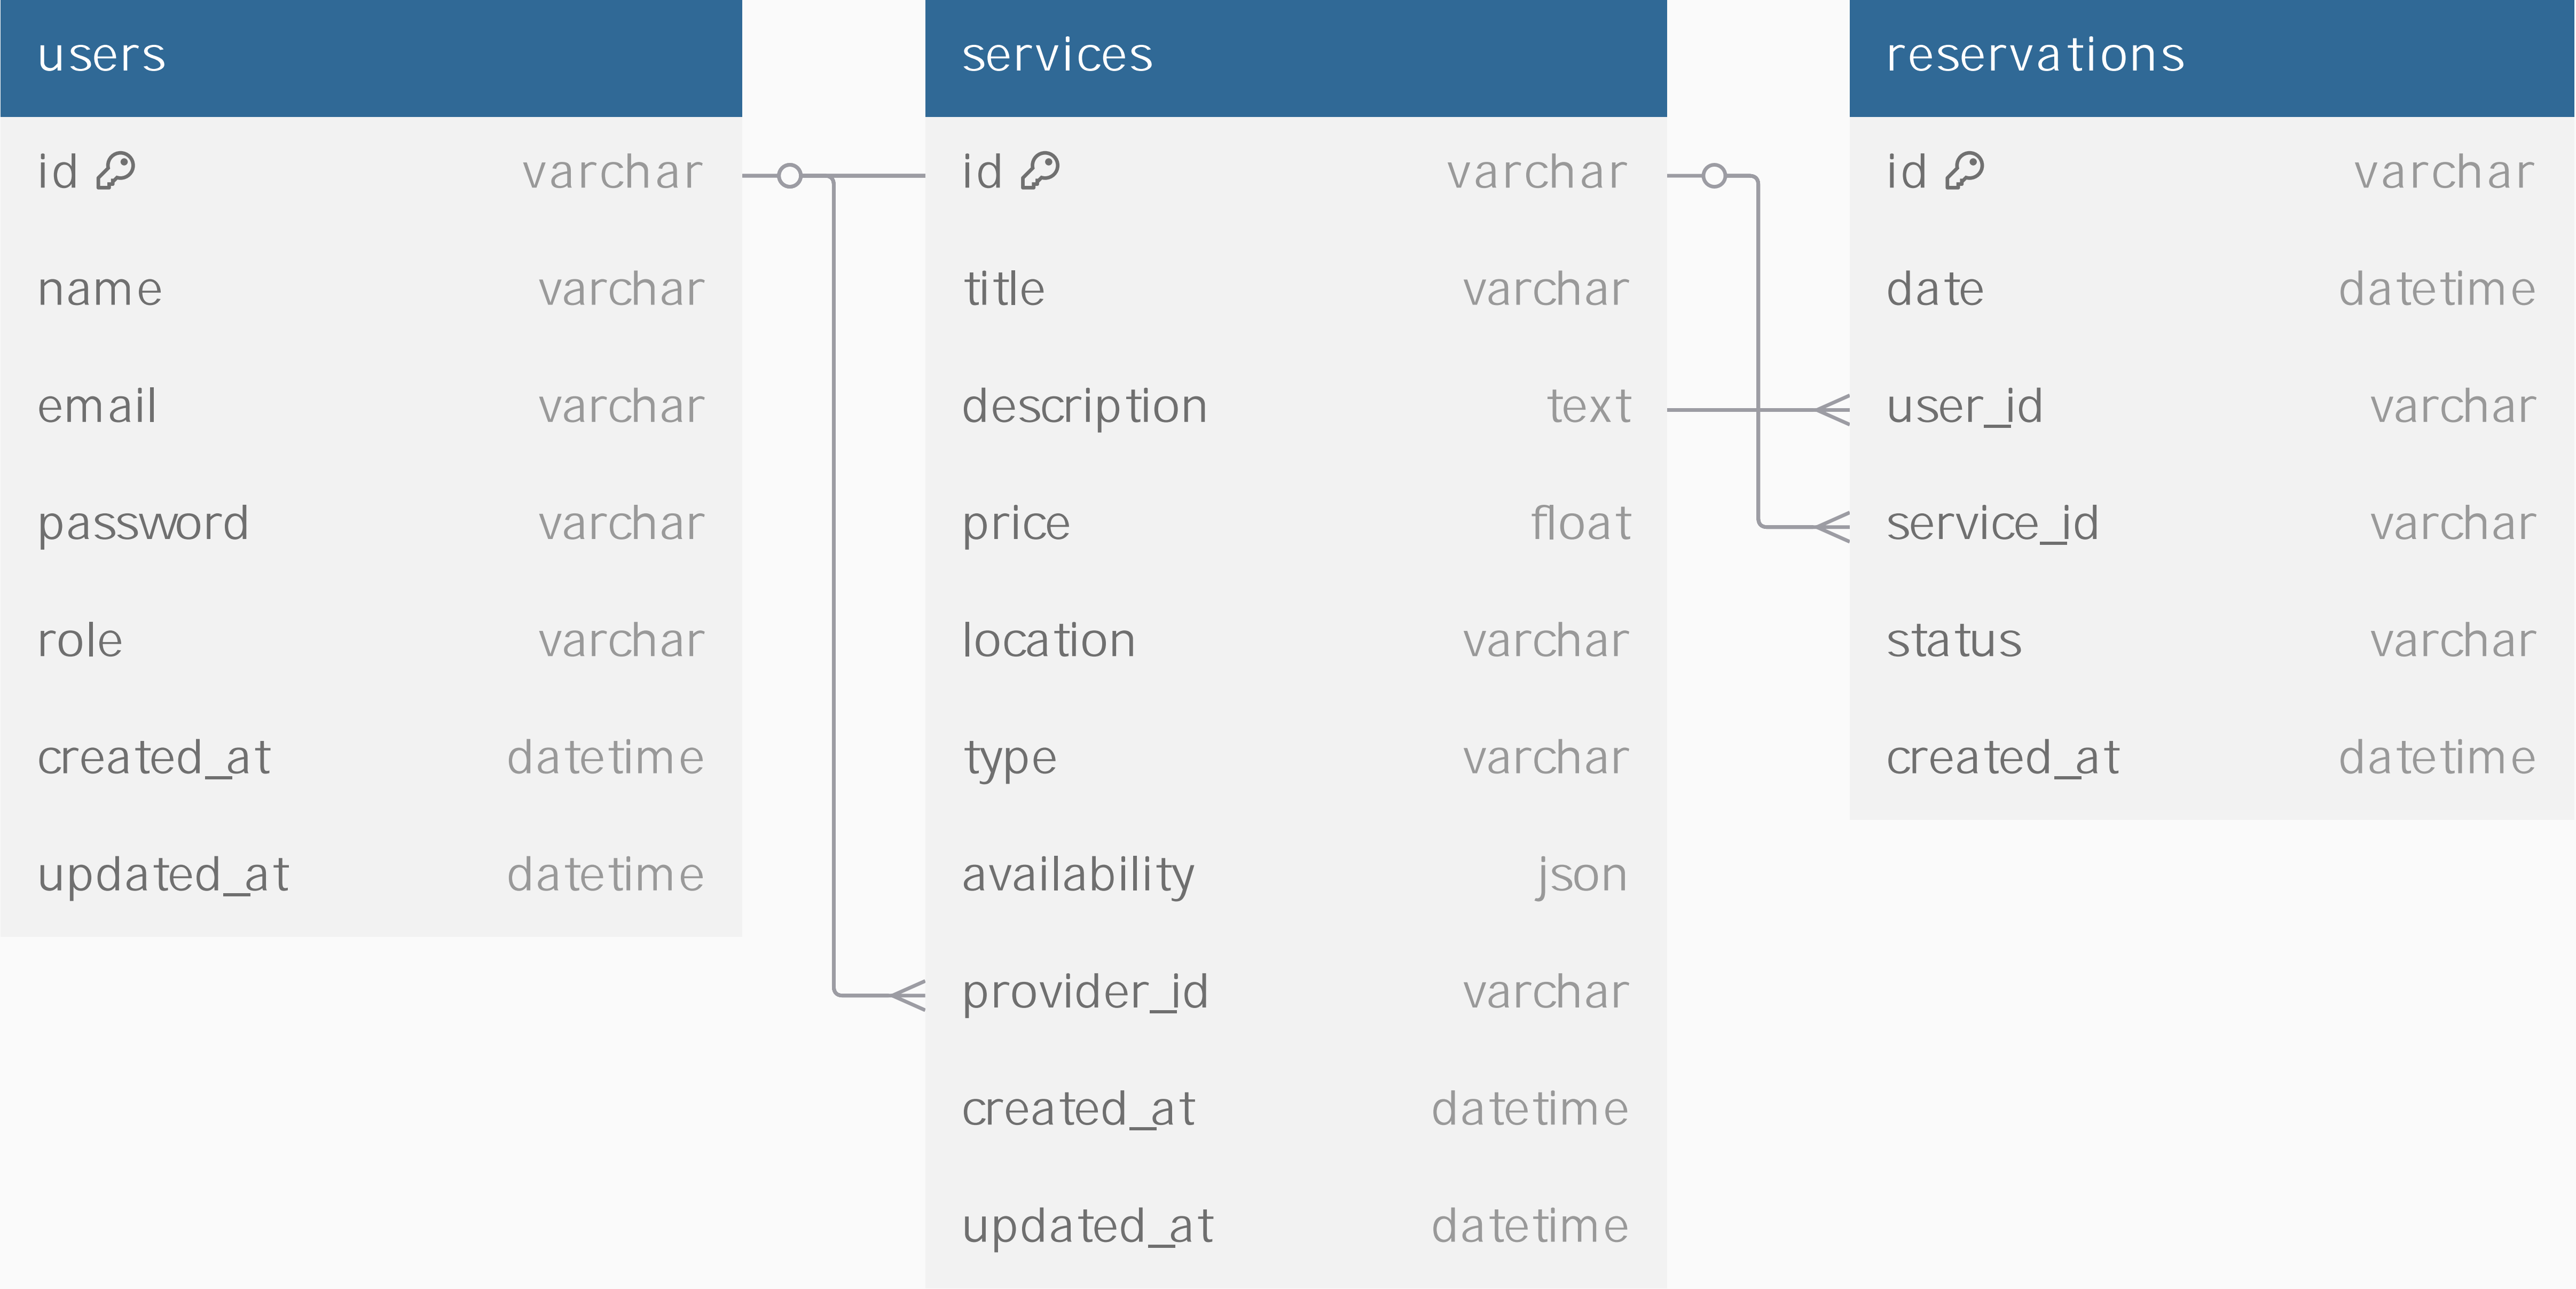 users
id varchar
name varchar
email varchar
password varchar
role varchar
created_at datetime
updated_at datetime
services
id varchar
title varchar
description text
price float
location varchar
type varchar
availability json
provider_id varchar
created_at datetime
updated_at datetime
reservations
id varchar
date datetime
user_id varchar
service_id varchar
status varchar
created_at datetime